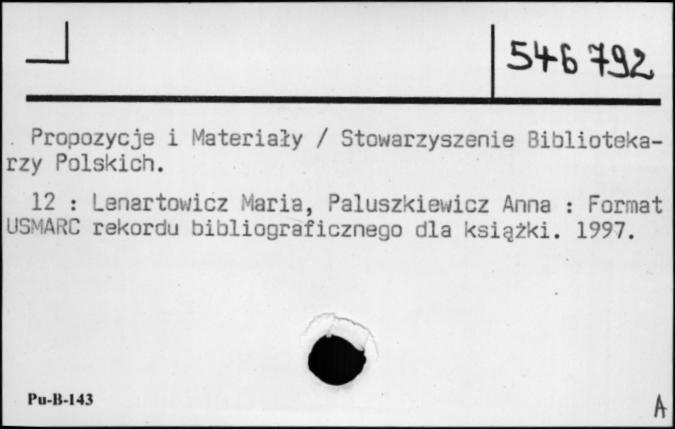 546792
Propozycje i Materiały / Stowarzyszenie Biblioteka-
rzy Polskich.
12 : Lenartowicz Maria, Paluszkiewicz Anna : Format
USMARC rekordu bibliograficznego dla książki. 1997.
Pu-B-143
A